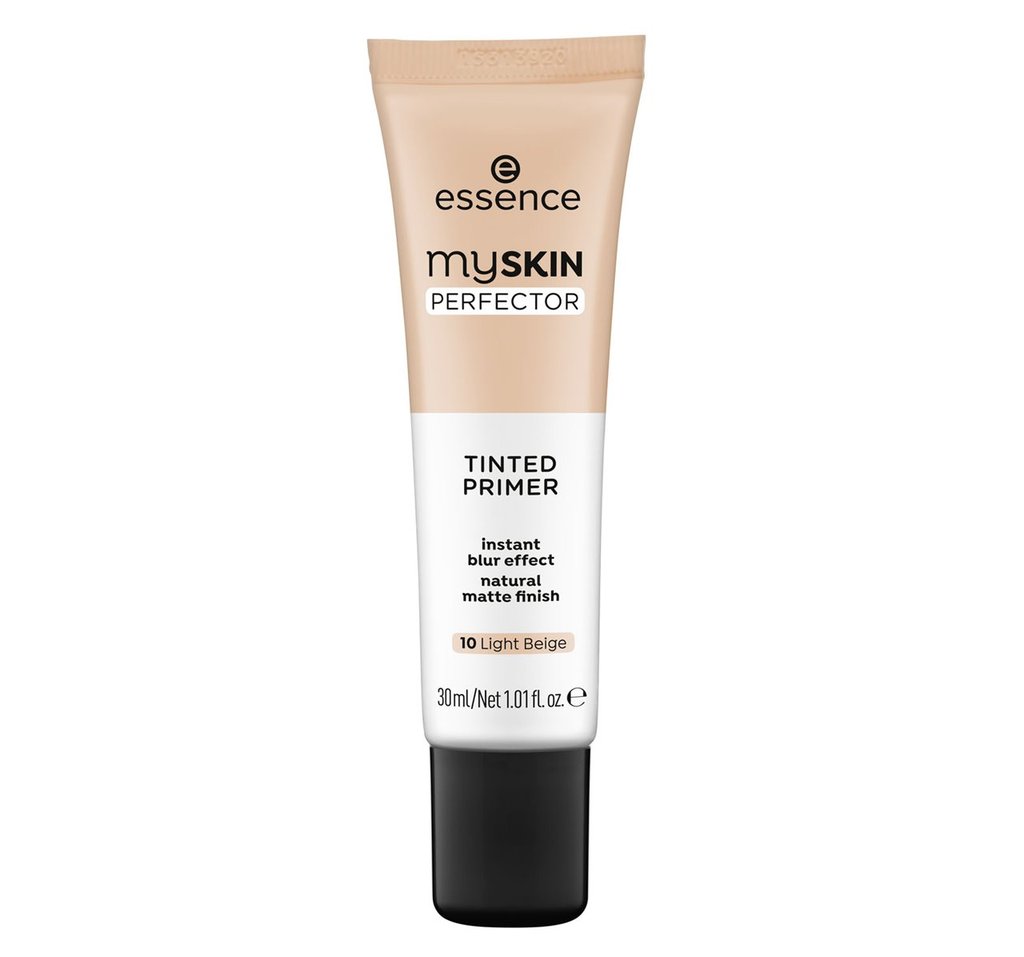 essence
mySKIN
PERFECTOR
TINTED
PRIMER
instant
blur effect
natural
matte finish
10 Light Beige
30ml/Net 1.01 fl. oz. ℮